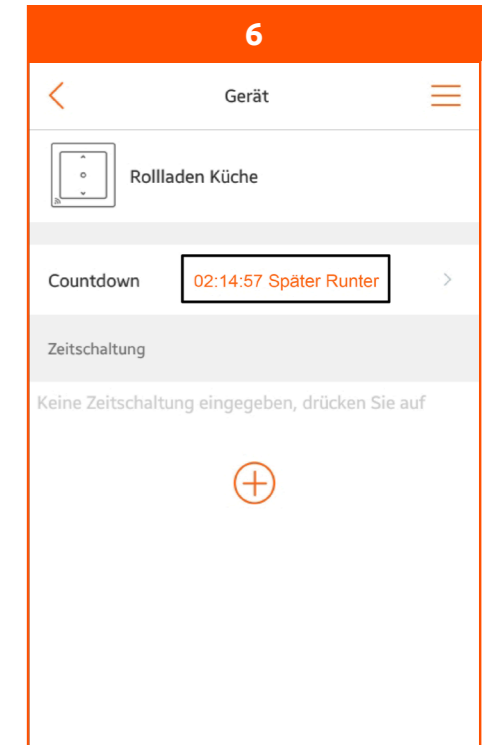 6
Gerät
Rollladen Küche
Countdown 02:14:57 Später Runter
Zeitschaltung
Keine Zeitschaltung eingegeben, drücken Sie auf